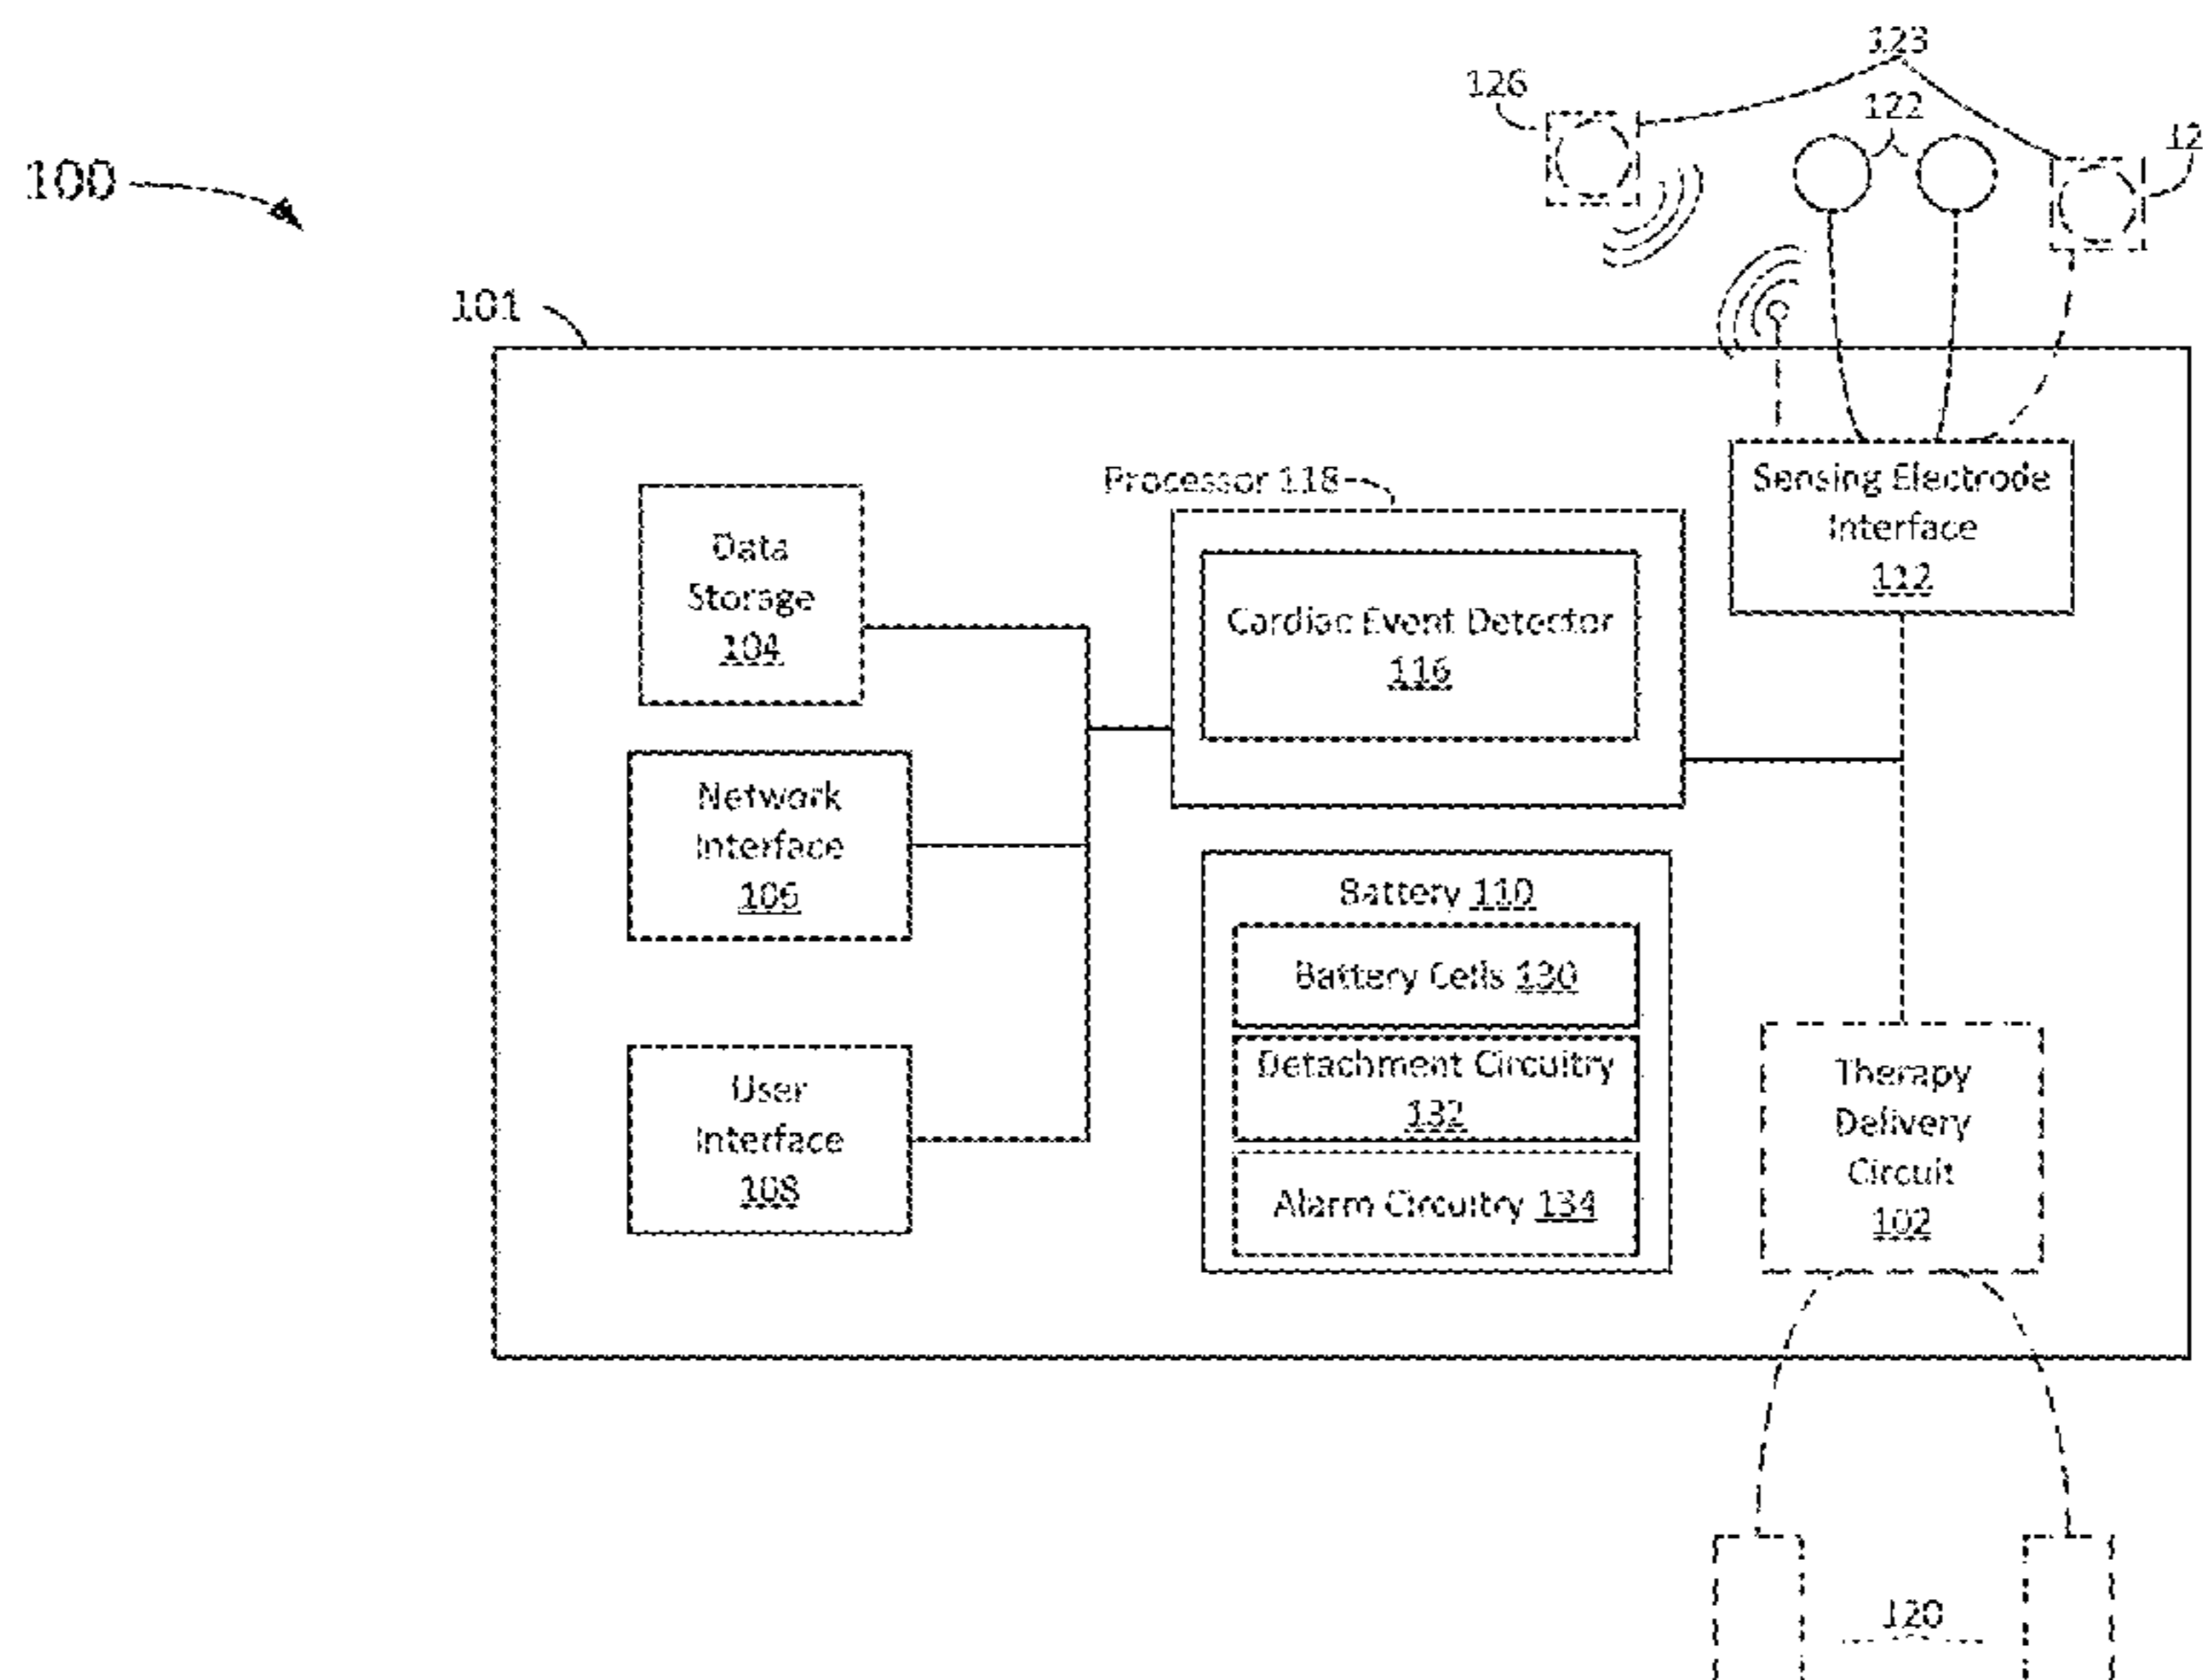 123
126
122
12
100
101
Processor 118
Sensing Electrode
Interface
112
Data
Storage
104
Cardiac Event Detector
116
Network
Interface
106
Battery 110
Battery Cells 130
Detachment Circuitry
132
Alarm Circuitry 134
User
Interface
108
Therapy
Delivery
Circuit
102
120